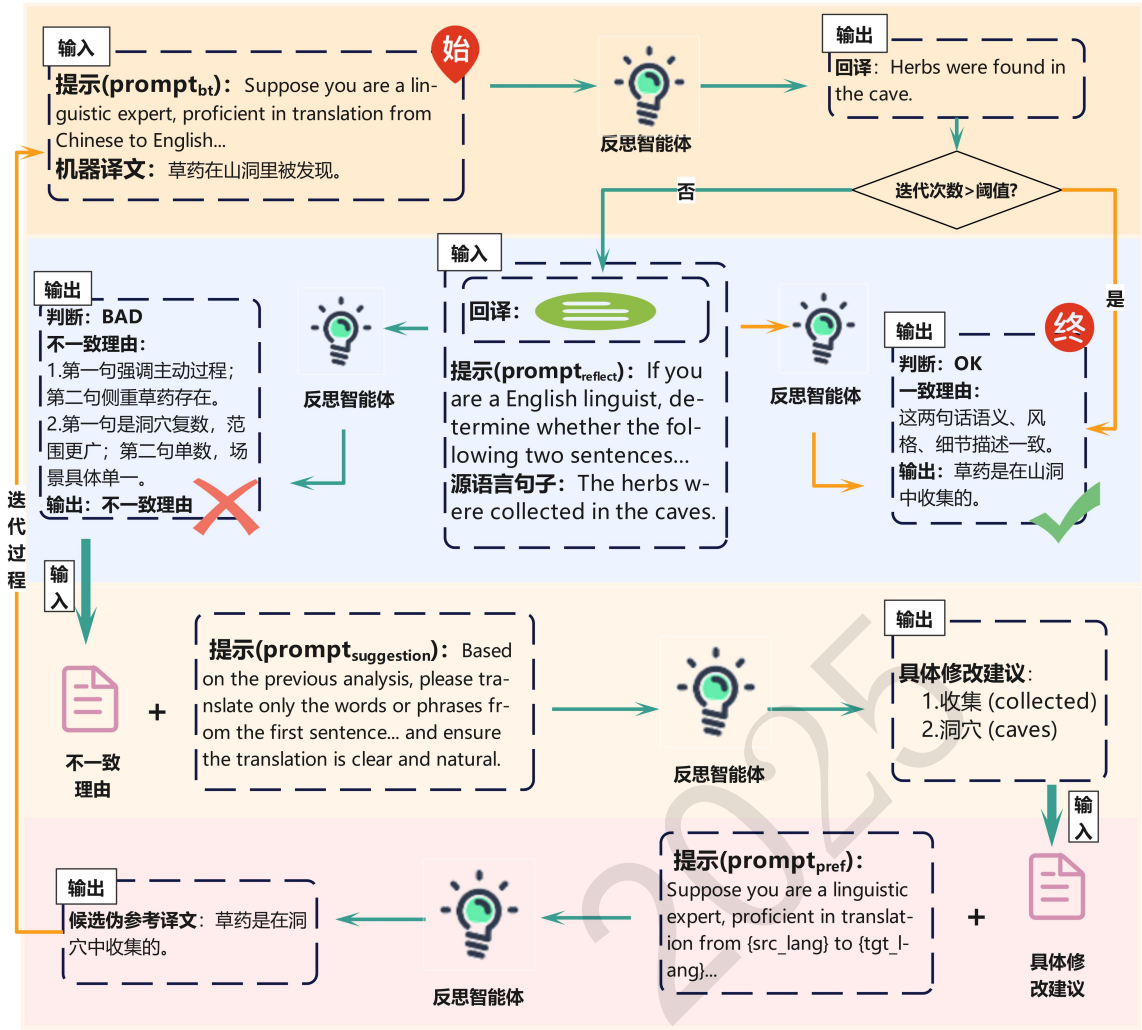 输入
始
提示(promptbt)：Suppose you are a lin-
guistic expert, proficient in translation from
Chinese to English...
机器译文：草药在山洞里被发现。
反思智能体
输出
回译：Herbs were found in
the cave.
迭代次数>阈值?
否
是
输入
回译：
提示(promptreflect)：If you
are a English linguist, de-
termine whether the fol-
lowing two sentences...
源语言句子：The herbs w-
ere collected in the caves.
反思智能体
输出
判断：BAD
不一致理由：
1.第一句强调主动过程；
第二句侧重草药存在。
2.第一句是洞穴复数，范
围更广；第二句单数，场
景具体单一。
输出：不一致理由
反思智能体
输出
终
判断：OK
一致理由：
这两句话语义、风
格、细节描述一致。
输出：草药是在山洞
中收集的。
迭代过程
输入
不一致
理由
+
提示(promptsuggestion)：Based
on the previous analysis, please tra-
nslate only the words or phrases fr-
om the first sentence... and ensure
the translation is clear and natural.
反思智能体
输出
具体修改建议：
1.收集 (collected)
2.洞穴 (caves)
输入
具体修
改建议
+
提示(promptpref)：
Suppose you are a linguistic
expert, proficient in translat-
ion from {src_lang} to {tgt_l-
ang}...
反思智能体
输出
候选伪参考译文：草药是在洞
穴中收集的。
2025